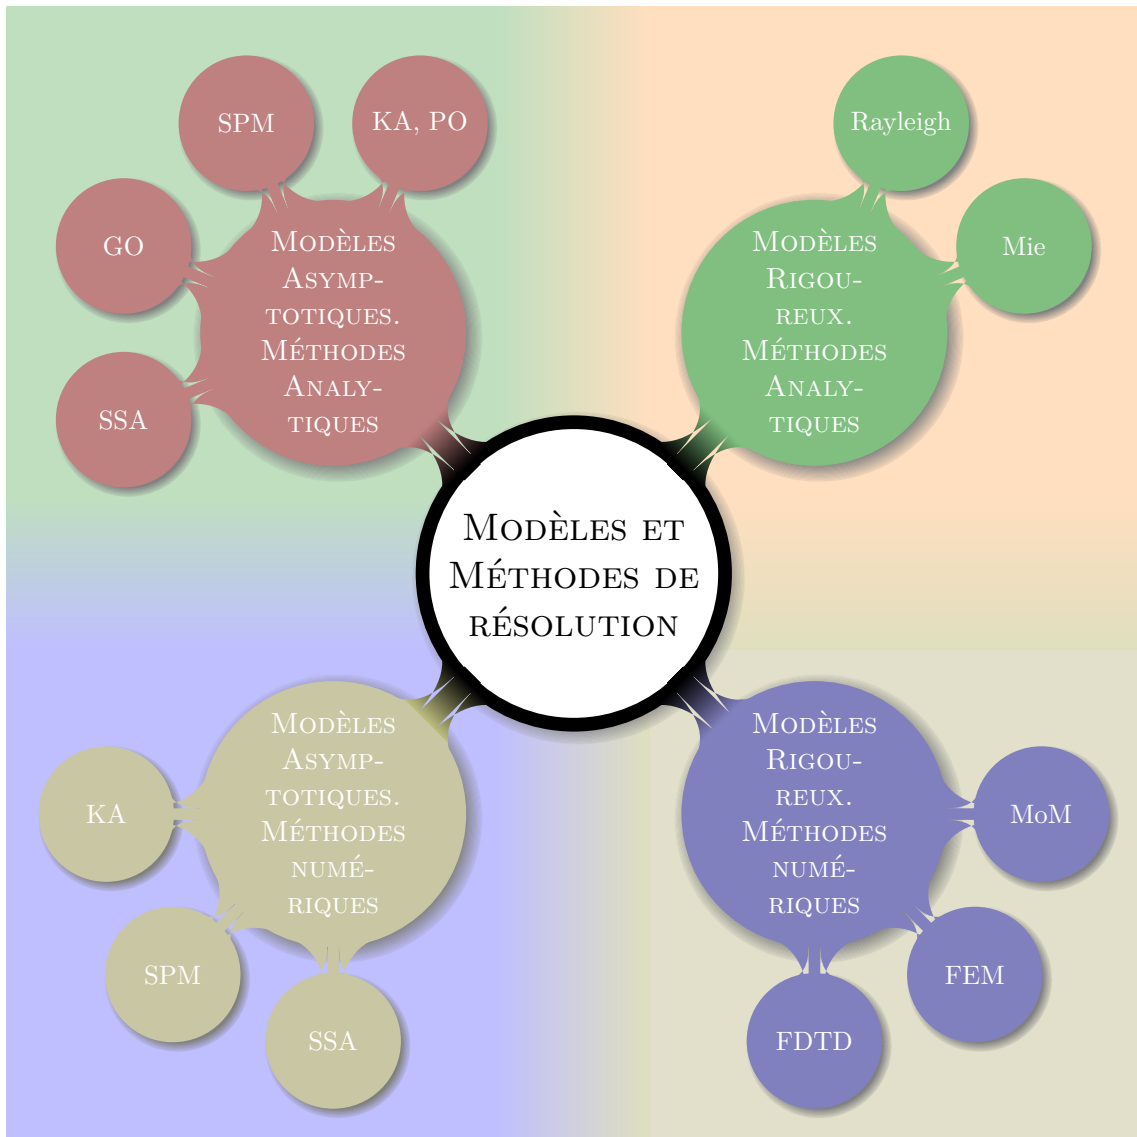 SPM
KA, PO
GO
SSA
Modèles
Asymp-
totiques.
Méthodes
Analy-
tiques
Rayleigh
Mie
Modèles
Rigou-
reux.
Méthodes
Analy-
tiques
Modèles et
Méthodes de
résolution
Modèles
Asymp-
totiques.
Méthodes
numé-
riques
KA
SPM
SSA
Modèles
Rigou-
reux.
Méthodes
numé-
riques
MoM
FEM
FDTD